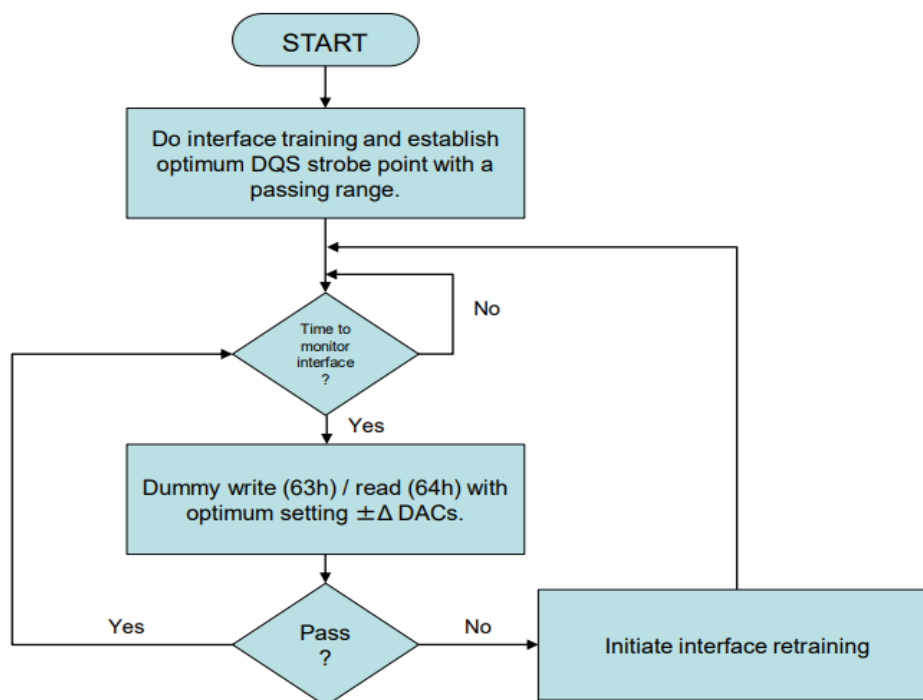 START
Do interface training and establish
optimum DQS strobe point with a
passing range.
No
Time to
monitor
interface
?
Yes
Dummy write (63h) / read (64h) with
optimum setting ±Δ DACs.
Yes
Pass
?
No
Initiate interface retraining